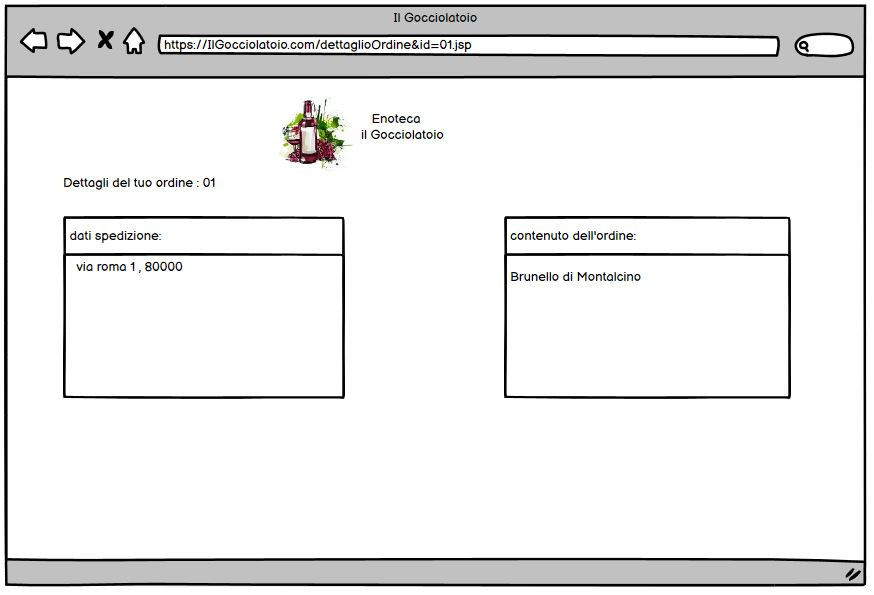 Il Gocciolatoio
https://IlGocciolatoio.com/dettaglioOrdine&id=01.jsp
Enoteca
il Gocciolatoio
Dettagli del tuo ordine : 01
dati spedizione:
via roma 1 , 80000
contenuto dell'ordine:
Brunello di Montalcino